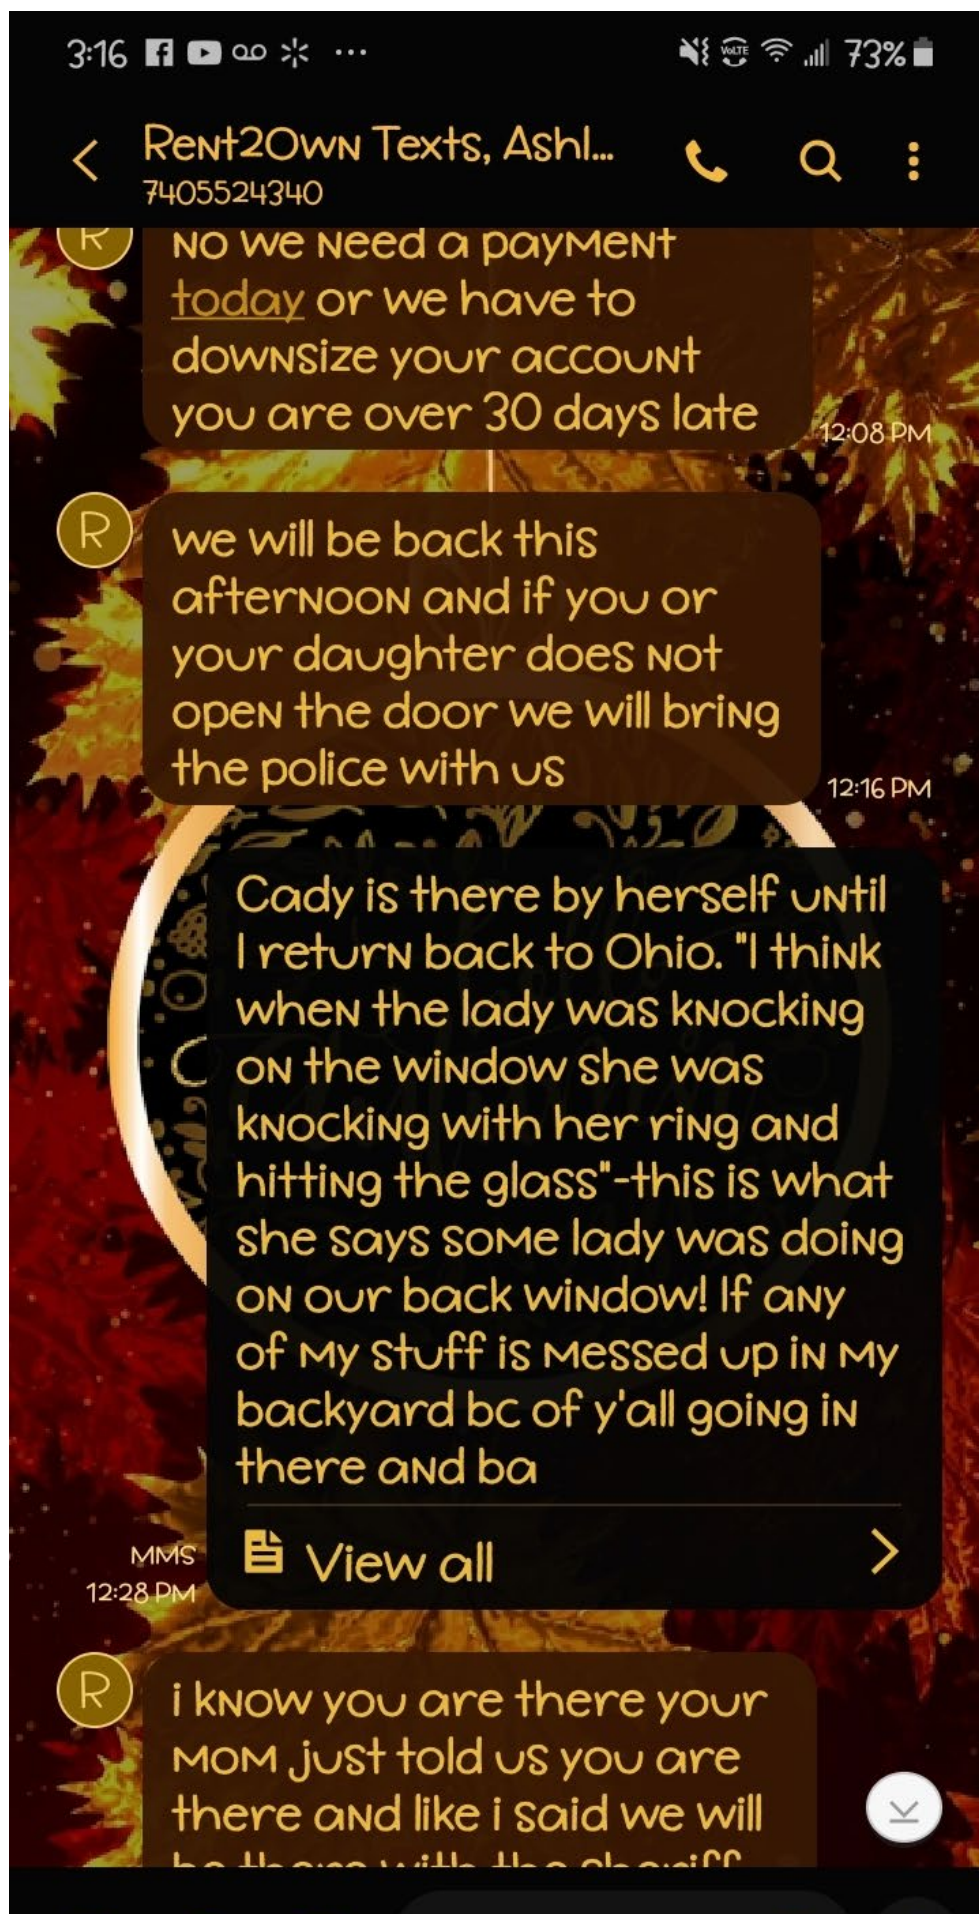 3:16 ... VoLTE 73%
Rent2Own Texts, Ashl...
7405524340
R
No we need a payment
today or we have to
downsize your account
you are over 30 days late
12:08 PM
R
we will be back this
afternoon and if you or
your daughter does not
open the door we will bring
the police with us
12:16 PM
Cady is there by herself until
I return back to Ohio. "I think
when the lady was knocking
on the window she was
knocking with her ring and
hitting the glass"-this is what
she says some lady was doing
on our back window! If any
of my stuff is messed up in my
backyard bc of y'all going in
there and ba
View all
MMS
12:28 PM
R
i know you are there your
mom just told us you are
there and like i said we will
be there with the sheriff